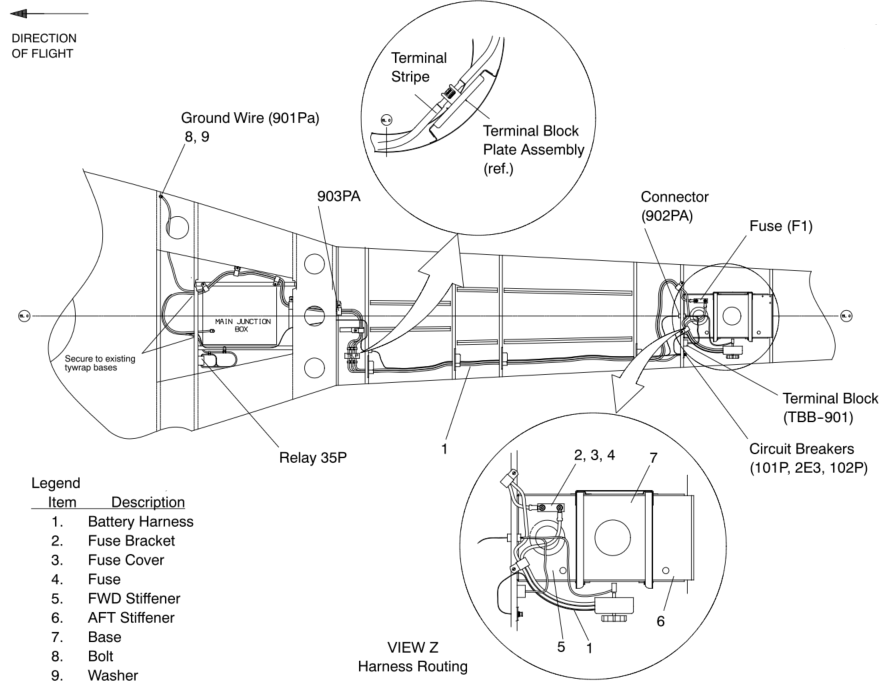 DIRECTION
OF FLIGHT
Terminal
Stripe
Terminal Block
Plate Assembly
(ref.)
Ground Wire (901Pa)
8, 9
903PA
Connector
(902PA)
Fuse (F1)
MAIN JUNCTION
BOX
Secure to existing
tywrap bases
Relay 35P
1
Terminal Block
(TBB-901)
Circuit Breakers
(101P, 2E3, 102P)
2, 3, 4
7
6
5
1
VIEW Z
Harness Routing
Legend
Item Description
1. Battery Harness
2. Fuse Bracket
3. Fuse Cover
4. Fuse
5. FWD Stiffener
6. AFT Stiffener
7. Base
8. Bolt
9. Washer